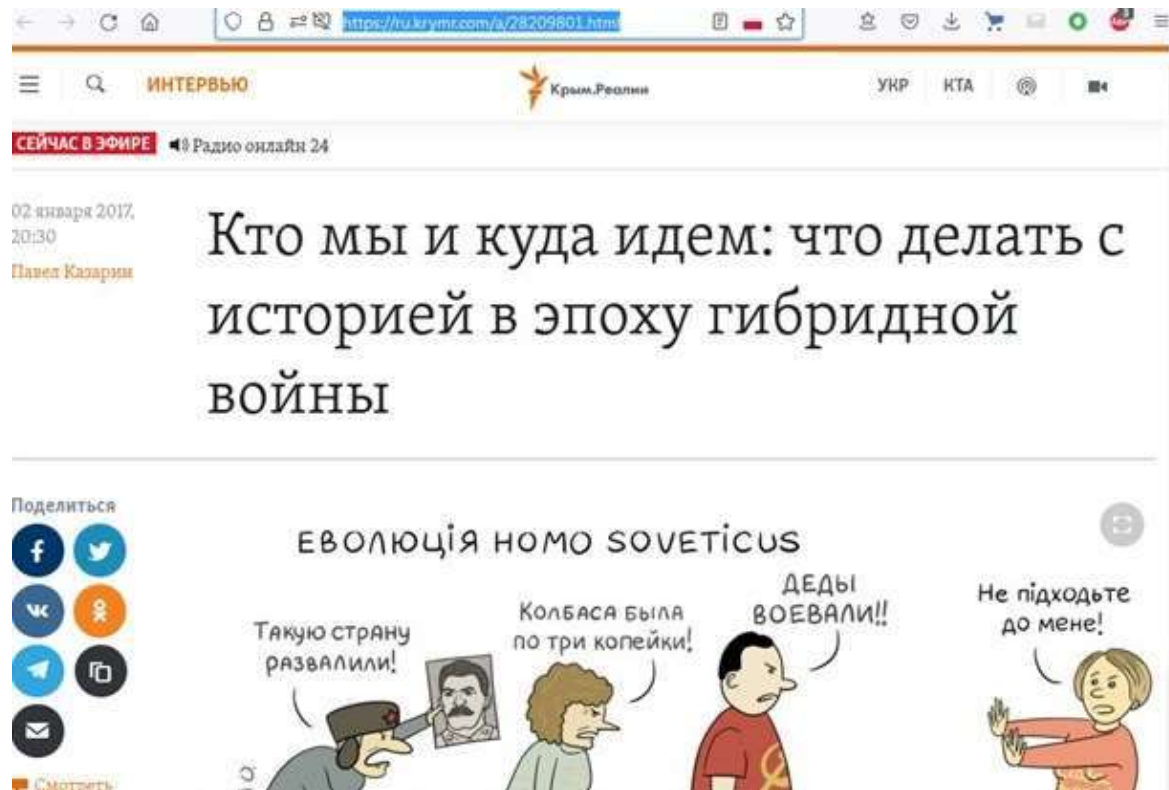 https://ru.krymr.com/a/28209801.html
ИНТЕРВЬЮ
Крым.Реалии
УКР
КТА
СЕЙЧАС В ЭФИРЕ
Радио онлайн 24
02 января 2017,
20:30
Павел Казарин
Кто мы и куда идем: что делать с
историей в эпоху гибридной
войны
Поделиться
ЕВОЛЮЦІЯ HOMO SOVETICUS
Такую страну
развалили!
Колбаса была
по три копейки!
ДЕДЫ
ВОЕВАЛИ!!
Не підходьте
до мене!
Смотреть